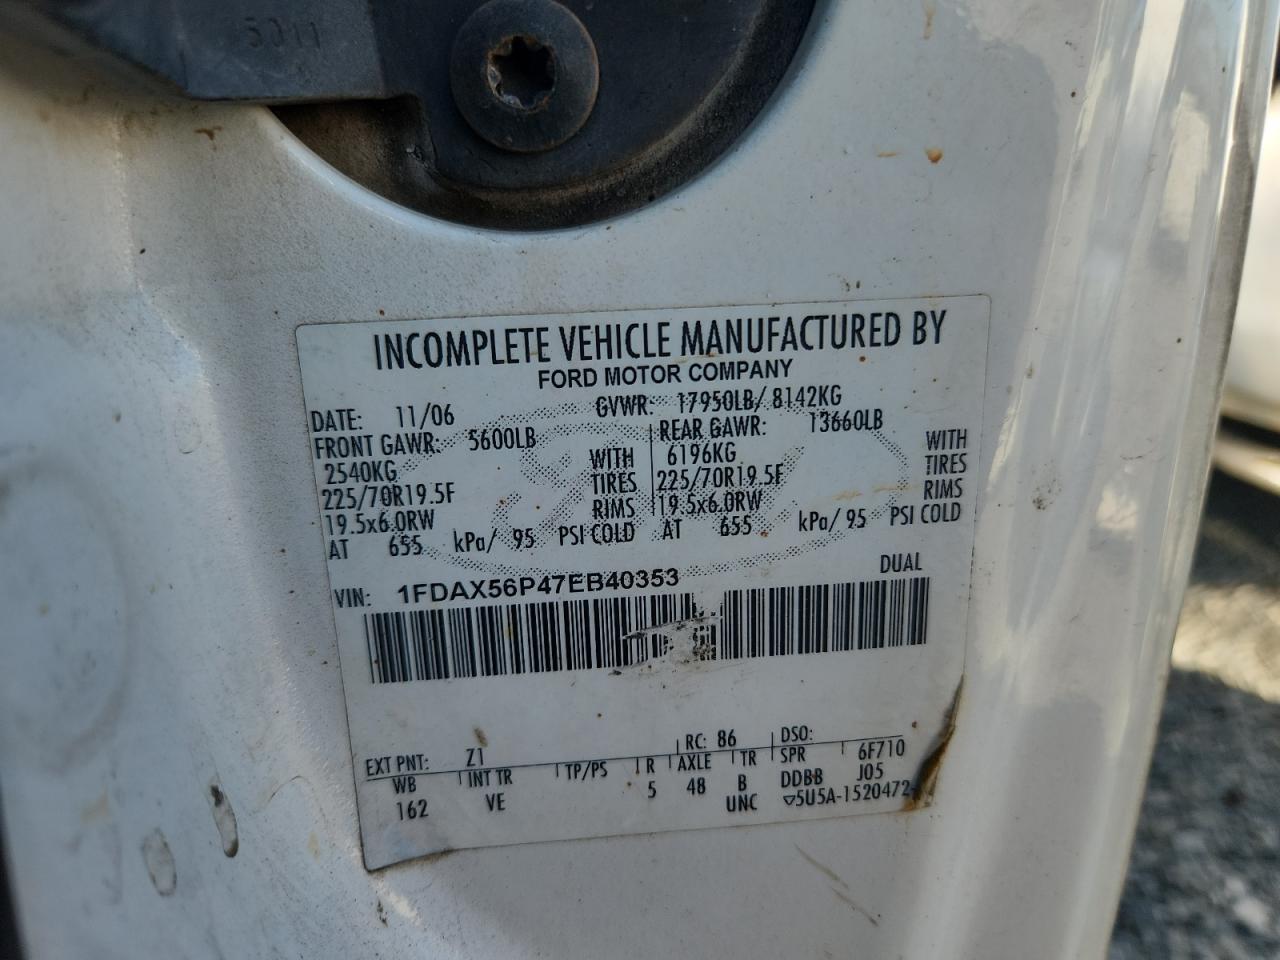 5011
INCOMPLETE VEHICLE MANUFACTURED BY
FORD MOTOR COMPANY
DATE: 11/06 GVWR: 17950LB/ 8142KG
FRONT GAWR: 5600LB REAR GAWR: 13660LB
2540KG WITH 6196KG WITH
225/70R19.5F TIRES 225/70R19.5F TIRES
19.5x6.0RW RIMS 19.5x6.0RW RIMS
AT 655 kPa/ 95 PSI COLD AT 655 kPa/ 95 PSI COLD
VIN: 1FDAX56P47EB40353 DUAL
EXT PNT: Z1 RC: 86 DSO:
WB INT TR TP/PS R AXLE TR SPR 6F710
162 VE 5 48 B DDBB J05
UNC ▽5U5A-1520472-